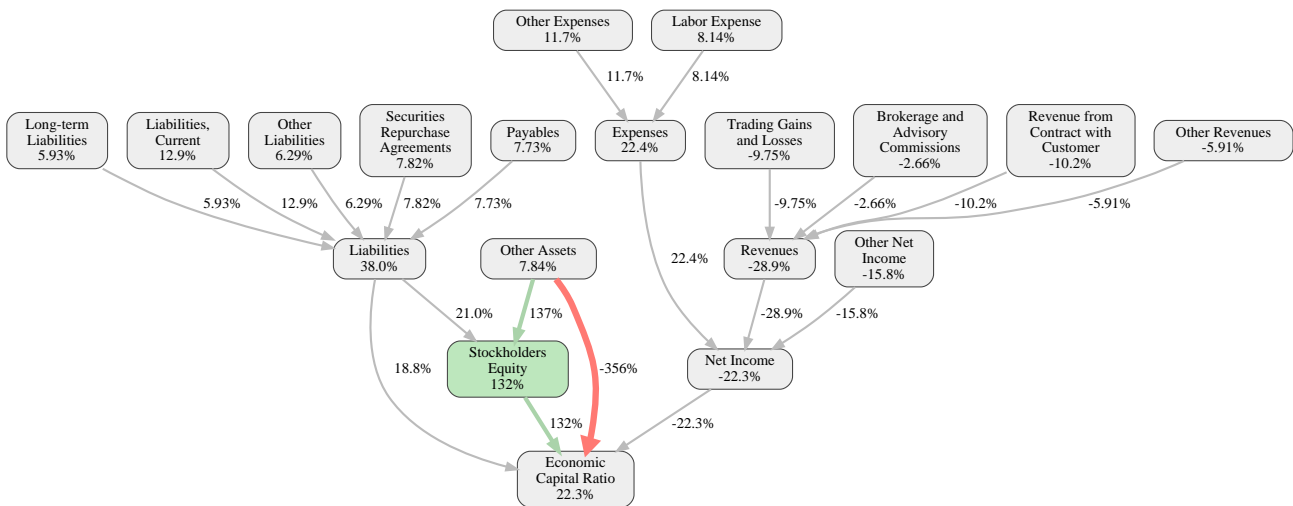 Other Expenses
11.7%
Labor Expense
8.14%
11.7%
8.14%
Long-term
Liabilities
5.93%
Liabilities,
Current
12.9%
Other
Liabilities
6.29%
Securities
Repurchase
Agreements
7.82%
Payables
7.73%
Expenses
22.4%
Trading Gains
and Losses
-9.75%
Brokerage and
Advisory
Commissions
-2.66%
Revenue from
Contract with
Customer
-10.2%
Other Revenues
-5.91%
5.93%
12.9%
6.29%
7.82%
7.73%
-9.75%
-2.66%
-10.2%
-5.91%
Liabilities
38.0%
Other Assets
7.84%
22.4%
Revenues
-28.9%
Other Net
Income
-15.8%
21.0%
137%
-28.9%
-15.8%
18.8%
Stockholders
Equity
132%
-356%
Net Income
-22.3%
132%
-22.3%
Economic
Capital Ratio
22.3%